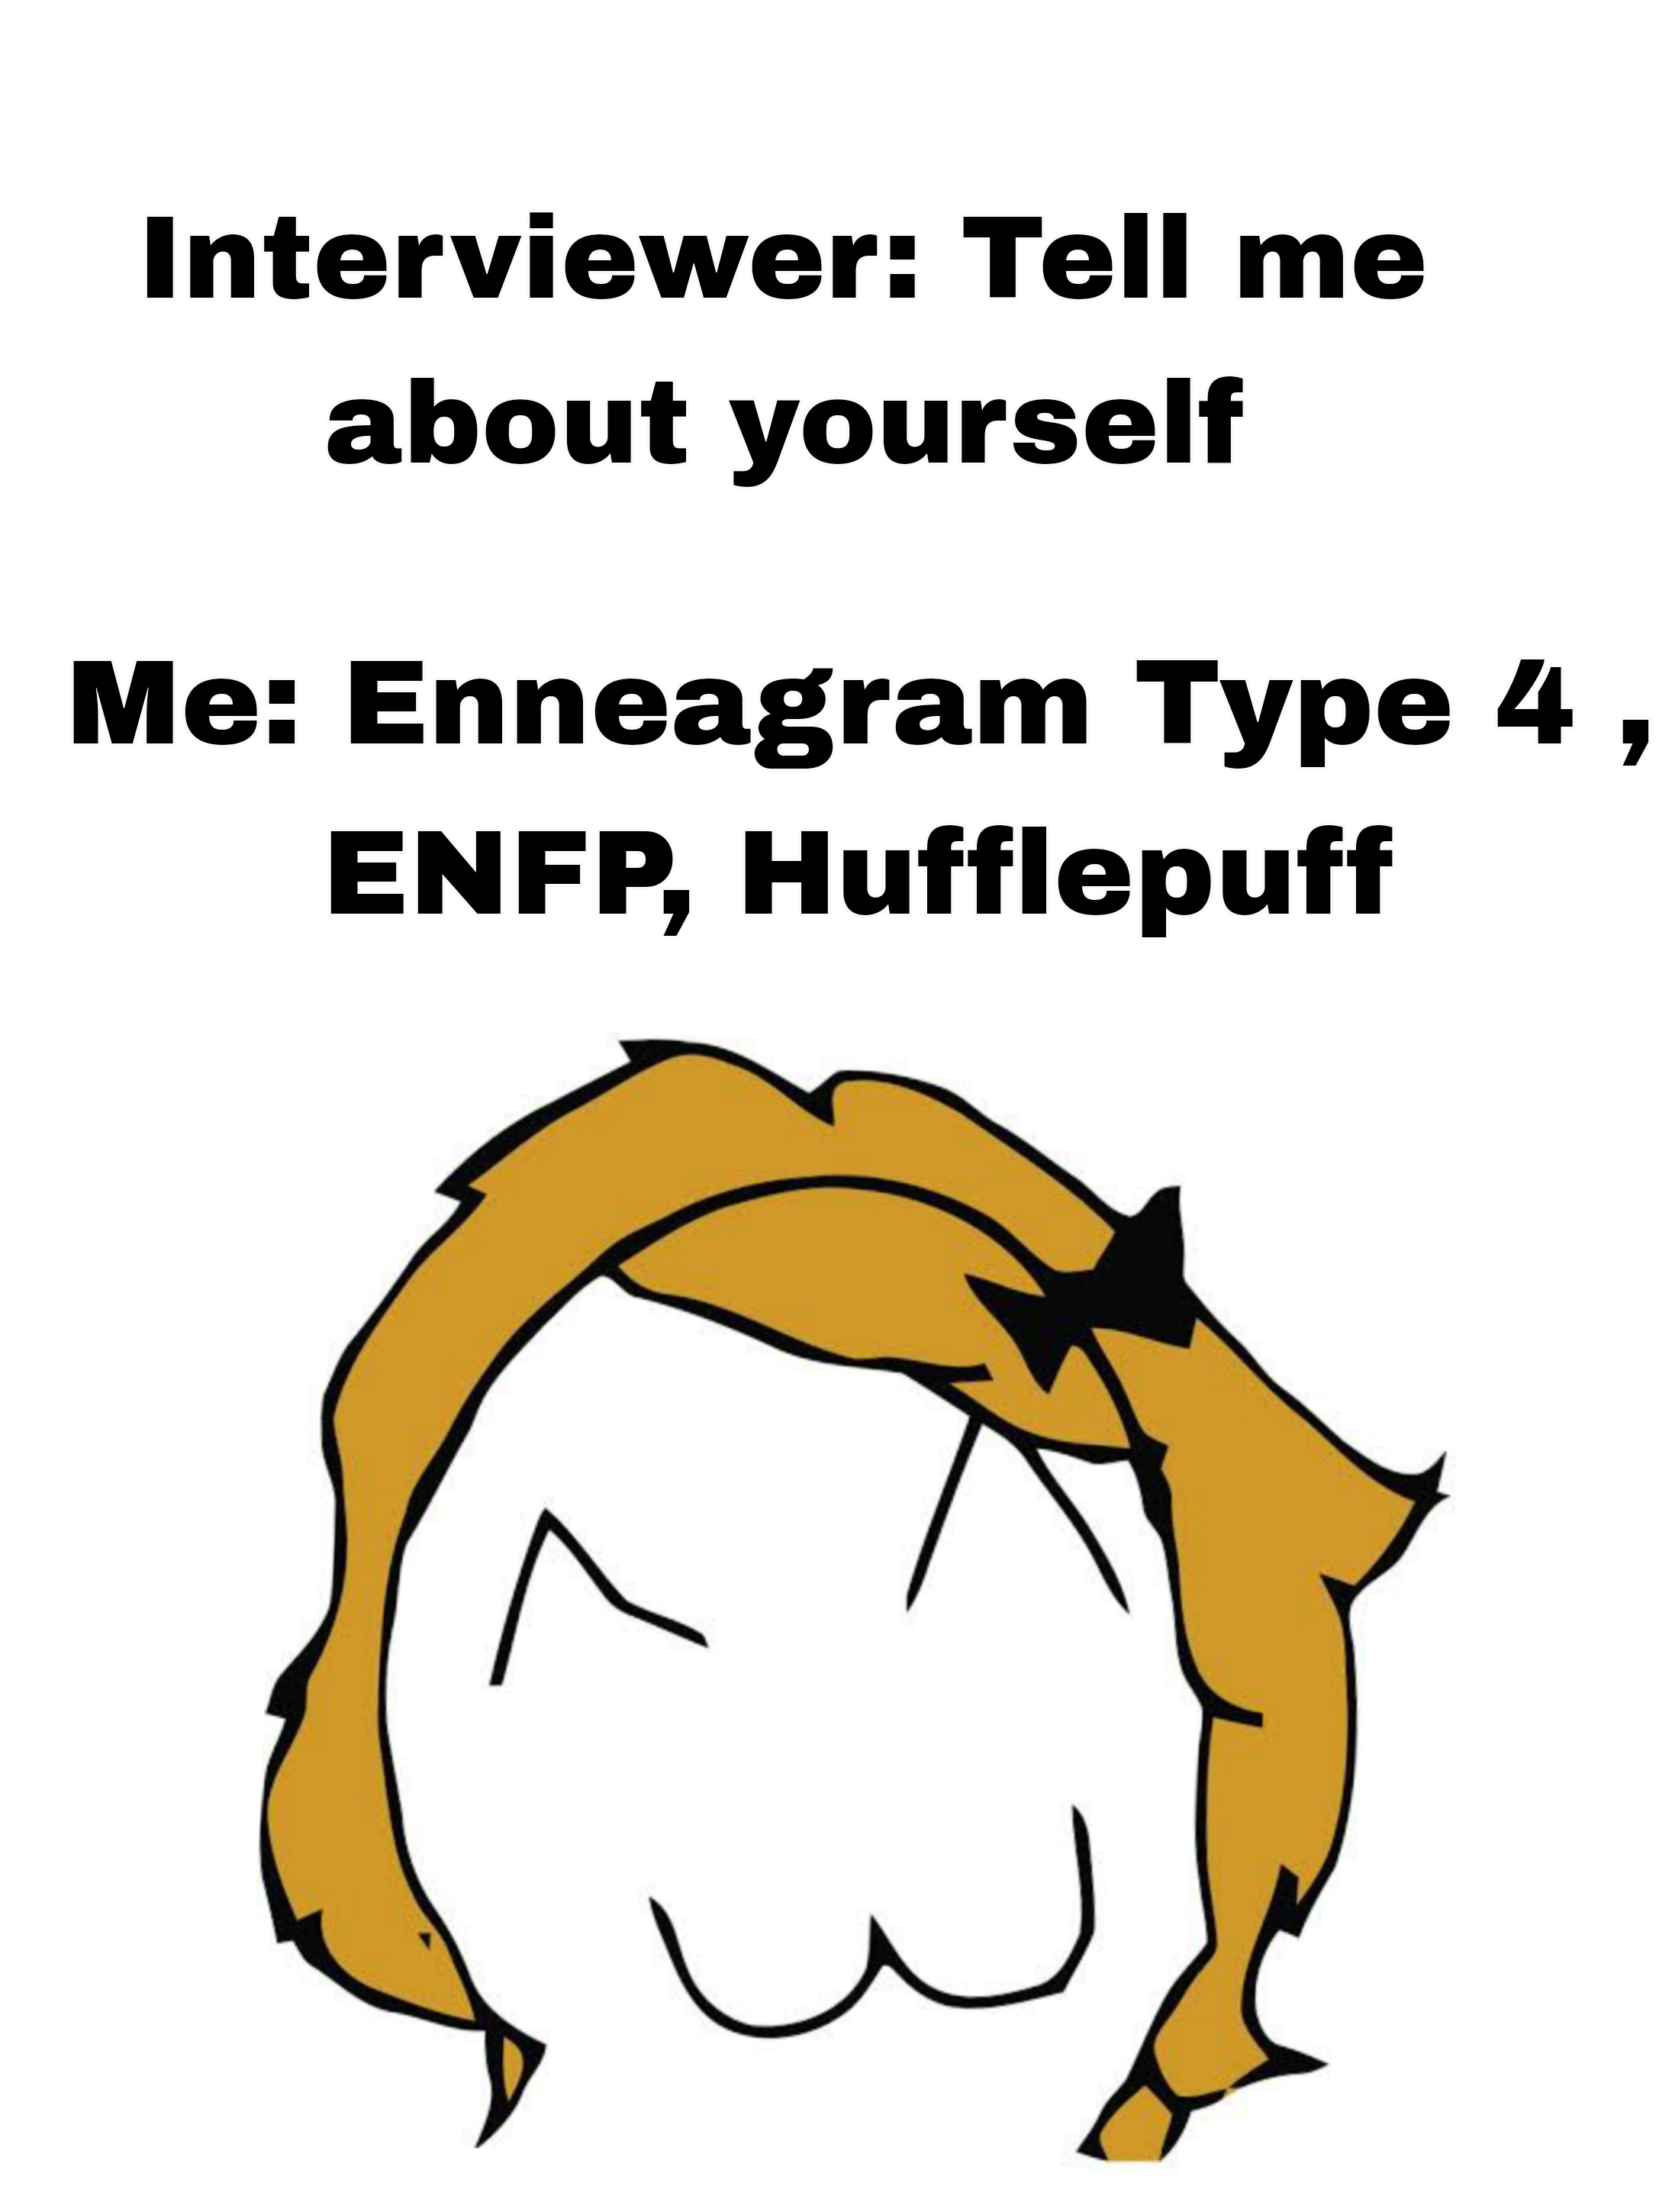 Interviewer: Tell me
about yourself
Me: Enneagram Type 4 ,
ENFP, Hufflepuff